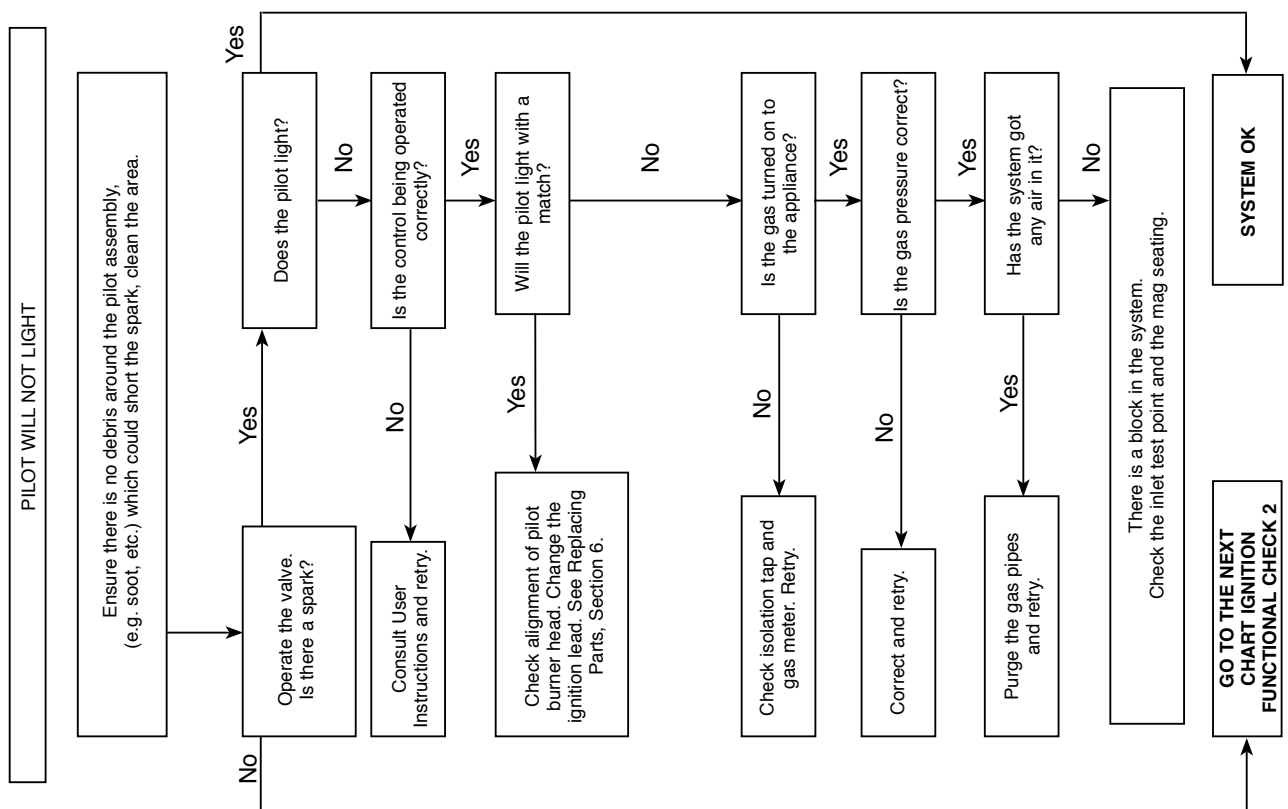 PILOT WILL NOT LIGHT
Ensure there is no debris around the pilot assembly,
(e.g. soot, etc.) which could short the spark, clean the area.
Operate the valve.
Is there a spark?
Yes
No
Does the pilot light?
Yes
No
Is the control being operated
correctly?
No
Consult User
Instructions and retry.
Yes
Will the pilot light with a
match?
Yes
Check alignment of pilot
burner head. Change the
ignition lead. See Replacing
Parts, Section 6.
No
Is the gas turned on to
the appliance?
No
Check isolation tap and
gas meter. Retry.
Yes
Is the gas pressure correct?
No
Correct and retry.
Yes
Has the system got
any air in it?
Yes
Purge the gas pipes
and retry.
No
There is a block in the system.
Check the inlet test point and the mag seating.
GO TO THE NEXT
CHART IGNITION
FUNCTIONAL CHECK 2
SYSTEM OK